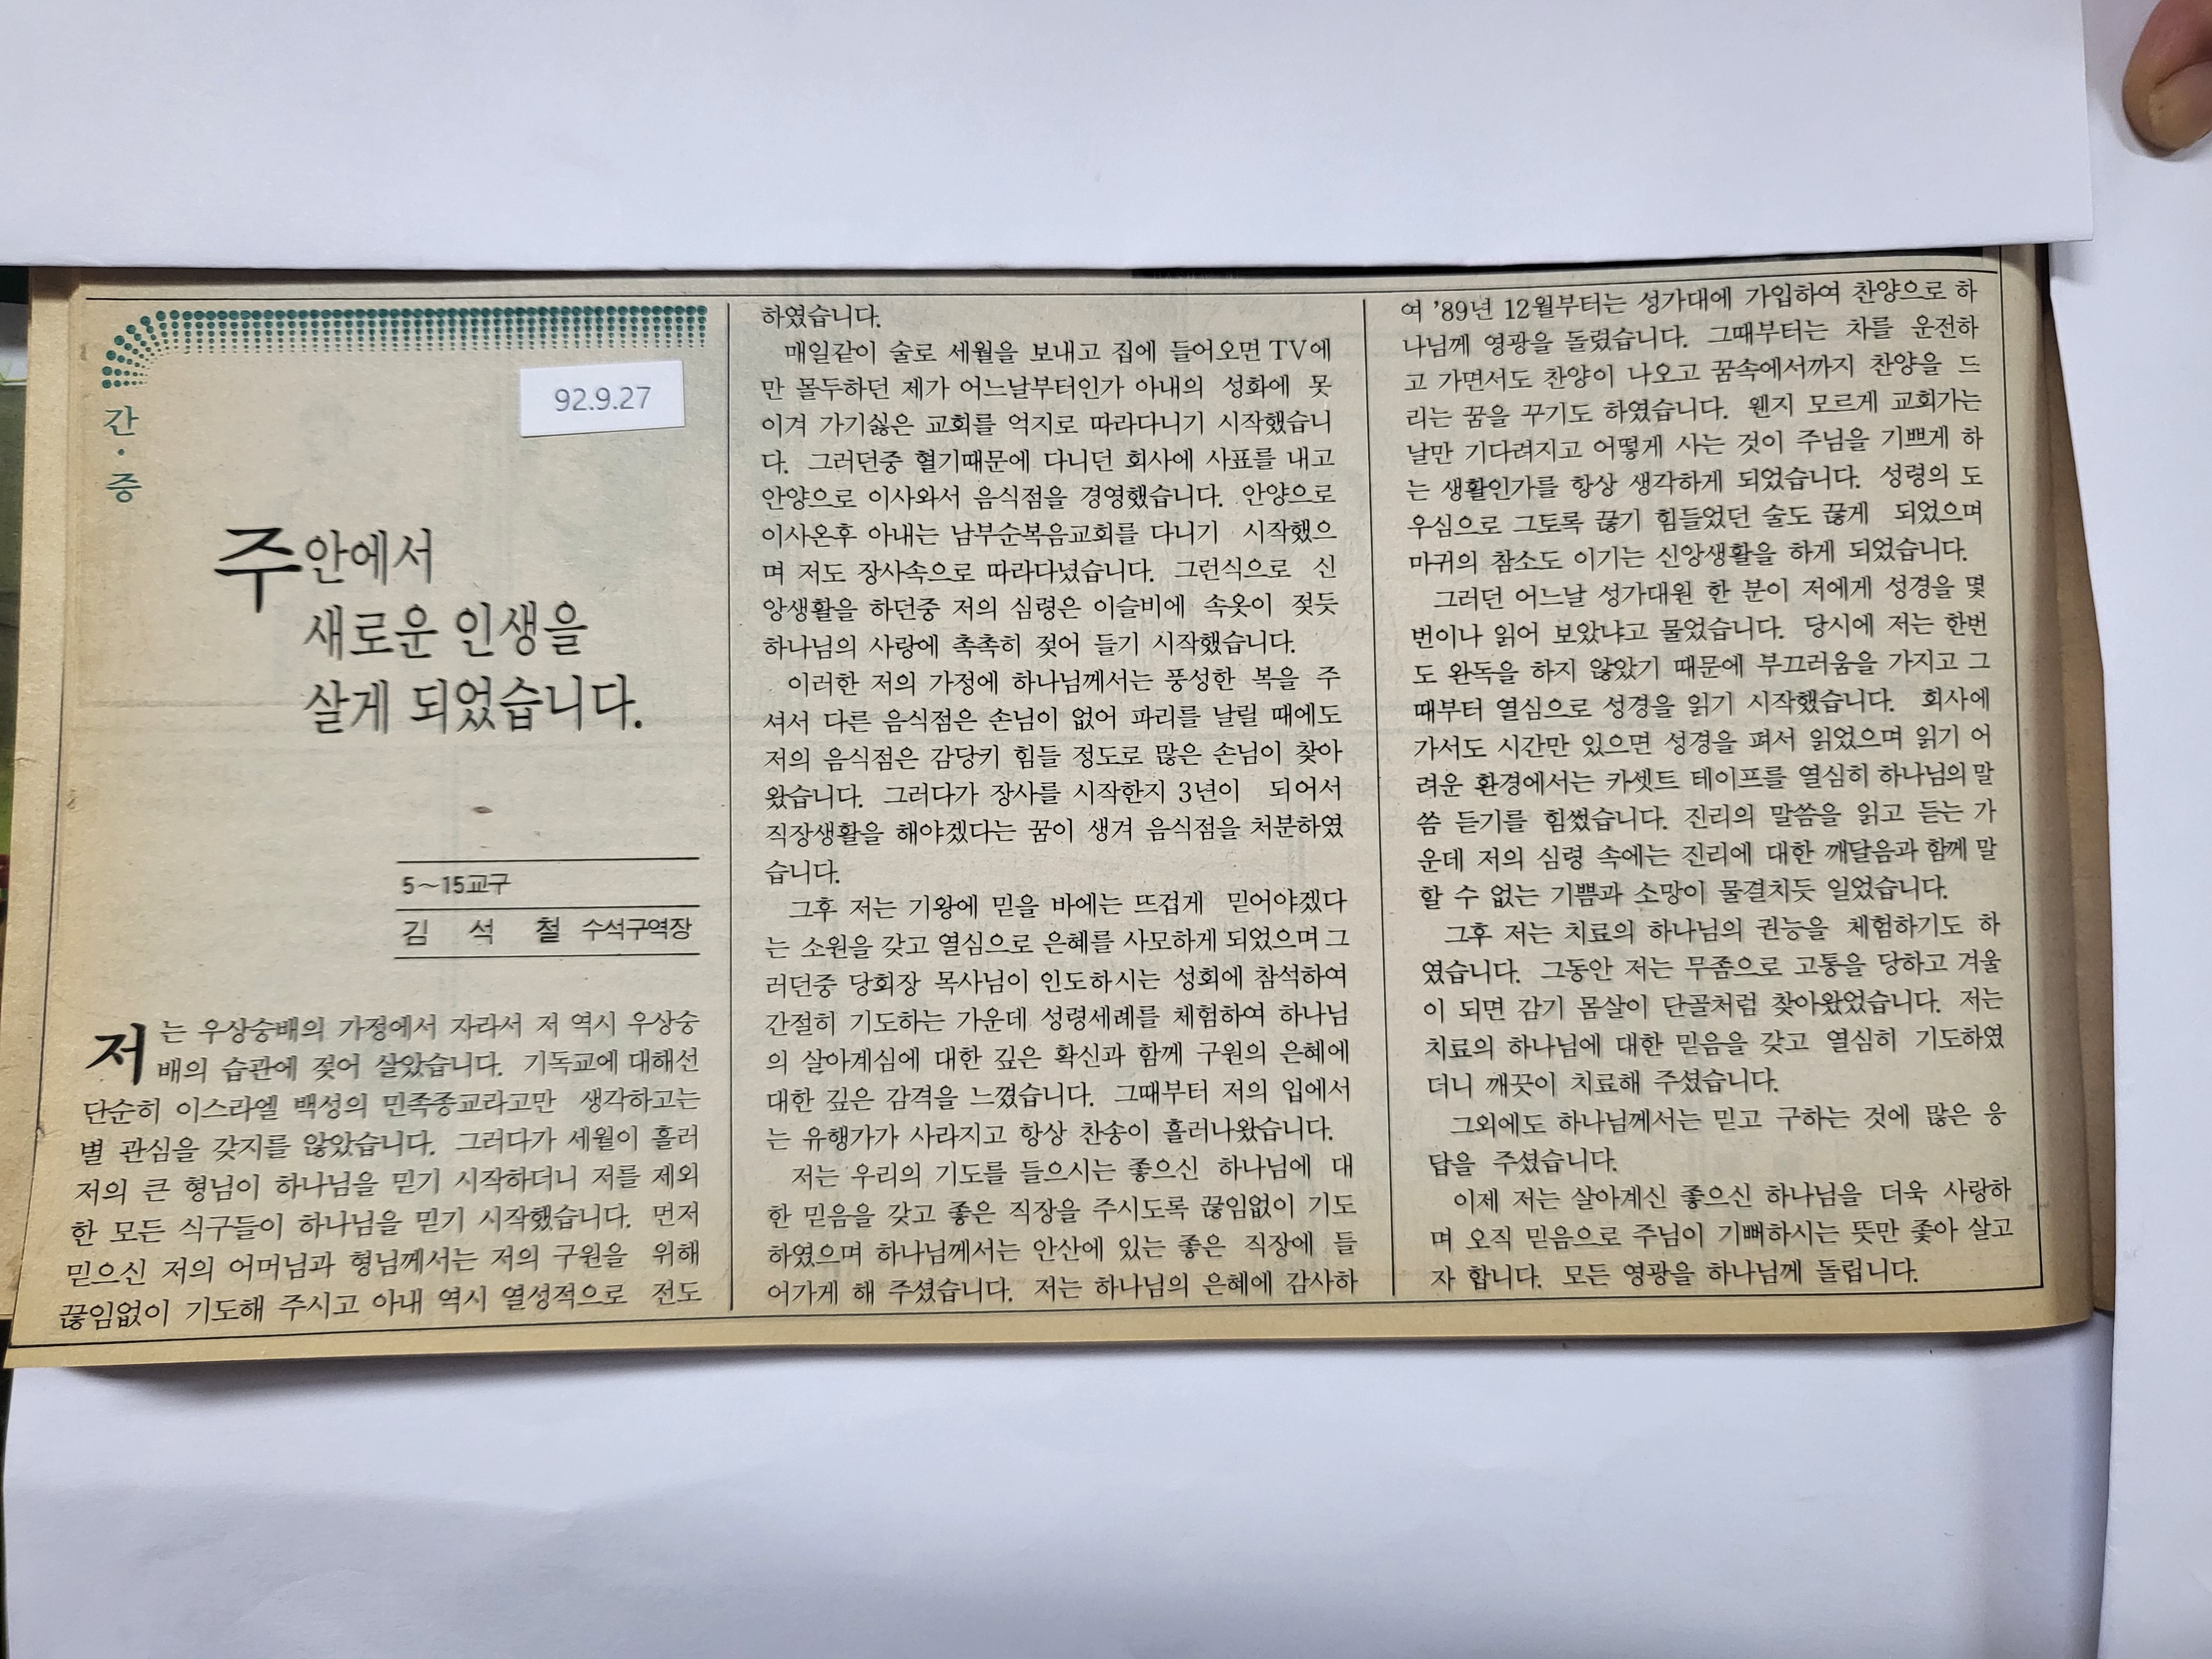 간·증
92.9.27
주안에서
새로운 인생을
살게 되었습니다.
5~15교구
김 석 철 수석구역장
저는 우상숭배의 가정에서 자라서 저 역시 우상숭
배의 습관에 젖어 살았습니다. 기독교에 대해선
단순히 이스라엘 백성의 민족종교라고만 생각하고는
별 관심을 갖지를 않았습니다. 그러다가 세월이 흘러
저의 큰 형님이 하나님을 믿기 시작하더니 저를 제외
한 모든 식구들이 하나님을 믿기 시작했습니다. 먼저
믿으신 저의 어머님과 형님께서는 저의 구원을 위해
끊임없이 기도해 주시고 아내 역시 열성적으로 전도
하였습니다.
매일같이 술로 세월을 보내고 집에 들어오면 TV에
만 몰두하던 제가 어느날부터인가 아내의 성화에 못
이겨 가기싫은 교회를 억지로 따라다니기 시작했습니
다. 그러던중 혈기때문에 다니던 회사에 사표를 내고
안양으로 이사와서 음식점을 경영했습니다. 안양으로
이사온후 아내는 남부순복음교회를 다니기 시작했으
며 저도 장사속으로 따라다녔습니다. 그런식으로 신
앙생활을 하던중 저의 심령은 이슬비에 속옷이 젖듯
하나님의 사랑에 촉촉히 젖어 들기 시작했습니다.
이러한 저의 가정에 하나님께서는 풍성한 복을 주
셔서 다른 음식점은 손님이 없어 파리를 날릴 때에도
저의 음식점은 감당키 힘들 정도로 많은 손님이 찾아
왔습니다. 그러다가 장사를 시작한지 3년이 되어서
직장생활을 해야겠다는 꿈이 생겨 음식점을 처분하였
습니다.
그후 저는 기왕에 믿을 바에는 뜨겁게 믿어야겠다
는 소원을 갖고 열심으로 은혜를 사모하게 되었으며 그
러던중 당회장 목사님이 인도하시는 성회에 참석하여
간절히 기도하는 가운데 성령세례를 체험하여 하나님
의 살아계심에 대한 깊은 확신과 함께 구원의 은혜에
대한 깊은 감격을 느꼈습니다. 그때부터 저의 입에서
는 유행가가 사라지고 항상 찬송이 흘러나왔습니다.
저는 우리의 기도를 들으시는 좋으신 하나님에 대
한 믿음을 갖고 좋은 직장을 주시도록 끊임없이 기도
하였으며 하나님께서는 안산에 있는 좋은 직장에 들
어가게 해 주셨습니다. 저는 하나님의 은혜에 감사하
여 ’89년 12월부터는 성가대에 가입하여 찬양으로 하
나님께 영광을 돌렸습니다. 그때부터는 차를 운전하
고 가면서도 찬양이 나오고 꿈속에서까지 찬양을 드
리는 꿈을 꾸기도 하였습니다. 웬지 모르게 교회가는
날만 기다려지고 어떻게 사는 것이 주님을 기쁘게 하
는 생활인가를 항상 생각하게 되었습니다. 성령의 도
우심으로 그토록 끊기 힘들었던 술도 끊게 되었으며
마귀의 참소도 이기는 신앙생활을 하게 되었습니다.
그러던 어느날 성가대원 한 분이 저에게 성경을 몇
번이나 읽어 보았냐고 물었습니다. 당시에 저는 한번
도 완독을 하지 않았기 때문에 부끄러움을 가지고 그
때부터 열심으로 성경을 읽기 시작했습니다. 회사에
가서도 시간만 있으면 성경을 펴서 읽었으며 읽기 어
려운 환경에서는 카셋트 테이프를 열심히 하나님의 말
씀 듣기를 힘썼습니다. 진리의 말씀을 읽고 듣는 가
운데 저의 심령 속에는 진리에 대한 깨달음과 함께 말
할 수 없는 기쁨과 소망이 물결치듯 일었습니다.
그후 저는 치료의 하나님의 권능을 체험하기도 하
였습니다. 그동안 저는 무좀으로 고통을 당하고 겨울
이 되면 감기 몸살이 단골처럼 찾아왔었습니다. 저는
치료의 하나님에 대한 믿음을 갖고 열심히 기도하였
더니 깨끗이 치료해 주셨습니다.
그외에도 하나님께서는 믿고 구하는 것에 많은 응
답을 주셨습니다.
이제 저는 살아계신 좋으신 하나님을 더욱 사랑하
며 오직 믿음으로 주님이 기뻐하시는 뜻만 좇아 살고
자 합니다. 모든 영광을 하나님께 돌립니다.